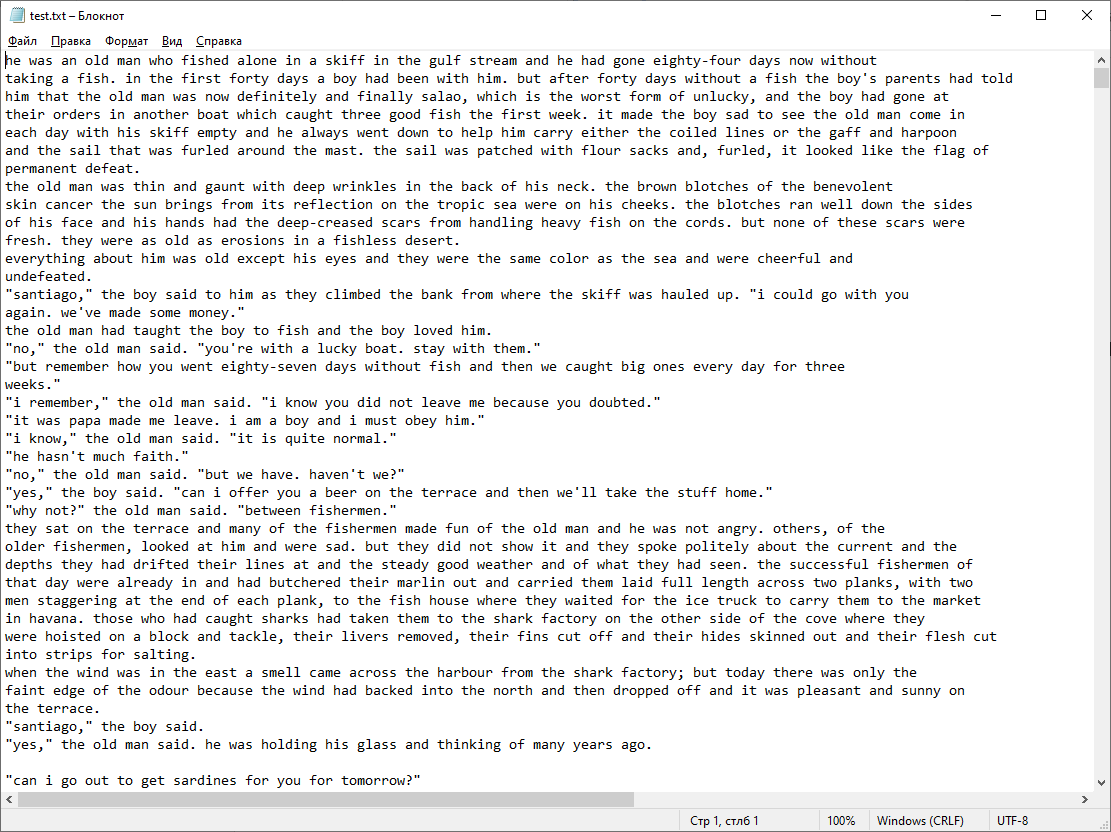 test.txt – Блокнот
Файл Правка Формат Вид Справка
he was an old man who fished alone in a skiff in the gulf stream and he had gone eighty-four days now without
taking a fish. in the first forty days a boy had been with him. but after forty days without a fish the boy's parents had told
him that the old man was now definitely and finally salao, which is the worst form of unlucky, and the boy had gone at
their orders in another boat which caught three good fish the first week. it made the boy sad to see the old man come in
each day with his skiff empty and he always went down to help him carry either the coiled lines or the gaff and harpoon
and the sail that was furled around the mast. the sail was patched with flour sacks and, furled, it looked like the flag of
permanent defeat.
the old man was thin and gaunt with deep wrinkles in the back of his neck. the brown blotches of the benevolent
skin cancer the sun brings from its reflection on the tropic sea were on his cheeks. the blotches ran well down the sides
of his face and his hands had the deep-creased scars from handling heavy fish on the cords. but none of these scars were
fresh. they were as old as erosions in a fishless desert.
everything about him was old except his eyes and they were the same color as the sea and were cheerful and
undefeated.
"santiago," the boy said to him as they climbed the bank from where the skiff was hauled up. "i could go with you
again. we've made some money."
the old man had taught the boy to fish and the boy loved him.
"no," the old man said. "you're with a lucky boat. stay with them."
"but remember how you went eighty-seven days without fish and then we caught big ones every day for three
weeks."
"i remember," the old man said. "i know you did not leave me because you doubted."
"it was papa made me leave. i am a boy and i must obey him."
"i know," the old man said. "it is quite normal."
"he hasn't much faith."
"no," the old man said. "but we have. haven't we?"
"yes," the boy said. "can i offer you a beer on the terrace and then we'll take the stuff home."
"why not?" the old man said. "between fishermen."
they sat on the terrace and many of the fishermen made fun of the old man and he was not angry. others, of the
older fishermen, looked at him and were sad. but they did not show it and they spoke politely about the current and the
depths they had drifted their lines at and the steady good weather and of what they had seen. the successful fishermen of
that day were already in and had butchered their marlin out and carried them laid full length across two planks, with two
men staggering at the end of each plank, to the fish house where they waited for the ice truck to carry them to the market
in havana. those who had caught sharks had taken them to the shark factory on the other side of the cove where they
were hoisted on a block and tackle, their livers removed, their fins cut off and their hides skinned out and their flesh cut
into strips for salting.
when the wind was in the east a smell came across the harbour from the shark factory; but today there was only the
faint edge of the odour because the wind had backed into the north and then dropped off and it was pleasant and sunny on
the terrace.
"santiago," the boy said.
"yes," the old man said. he was holding his glass and thinking of many years ago.
"can i go out to get sardines for you for tomorrow?"
Стр 1, стлб 1 100% Windows (CRLF) UTF-8